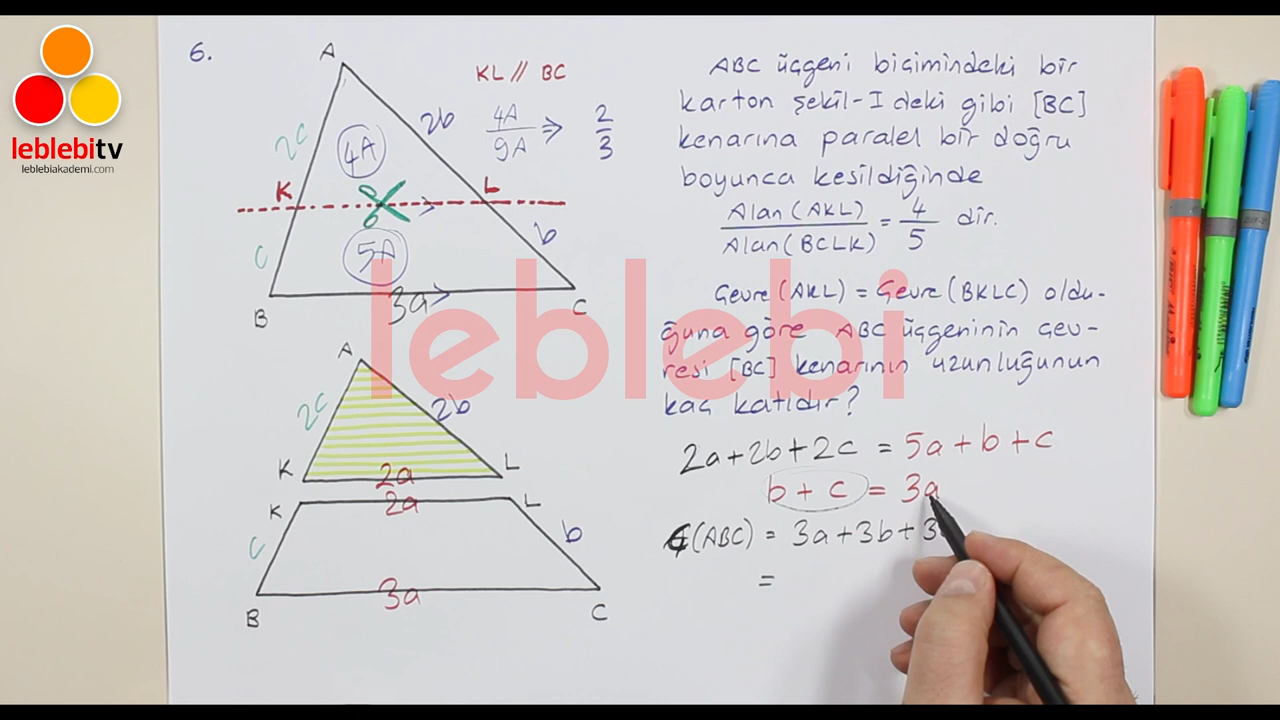 leblebitv
leblebiakademi.com
6.
A
KL // BC
2c
2b
4A
4A/9A ⇒ 2/3
K
L
c
5A
b
B
3a
C
A
2c
2b
K
2a
L
K
2a
L
c
b
B
3a
C
ABC üçgeni biçimindeki bir
karton şekil-I deki gibi [BC]
kenarına paralel bir doğru
boyunca kesildiğinde
Alan(AKL)/Alan(BCLK) = 4/5 dir.
Çevre(AKL) = Çevre(BKLC) oldu-
ğuna göre ABC üçgeninin çev-
resi [BC] kenarının uzunluğunun
kaç katıdır?
2a+2b+2c = 5a+b+c
b + c = 3a
Ç(ABC) = 3a+3b+3
=
leblebi